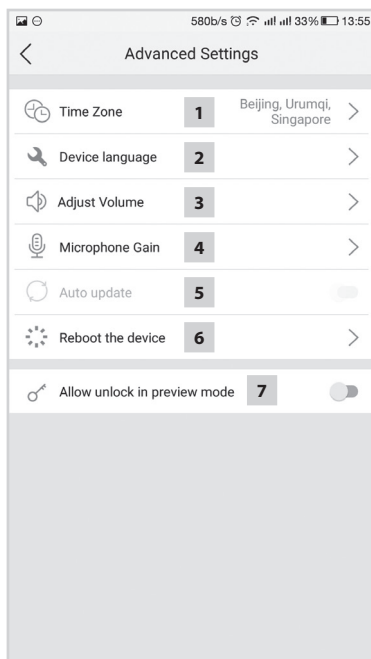 580b/s 33% 13:55
Advanced Settings
Time Zone 1 Beijing, Urumqi,
Singapore
Device language 2
Adjust Volume 3
Microphone Gain 4
Auto update 5
Reboot the device 6
Allow unlock in preview mode 7